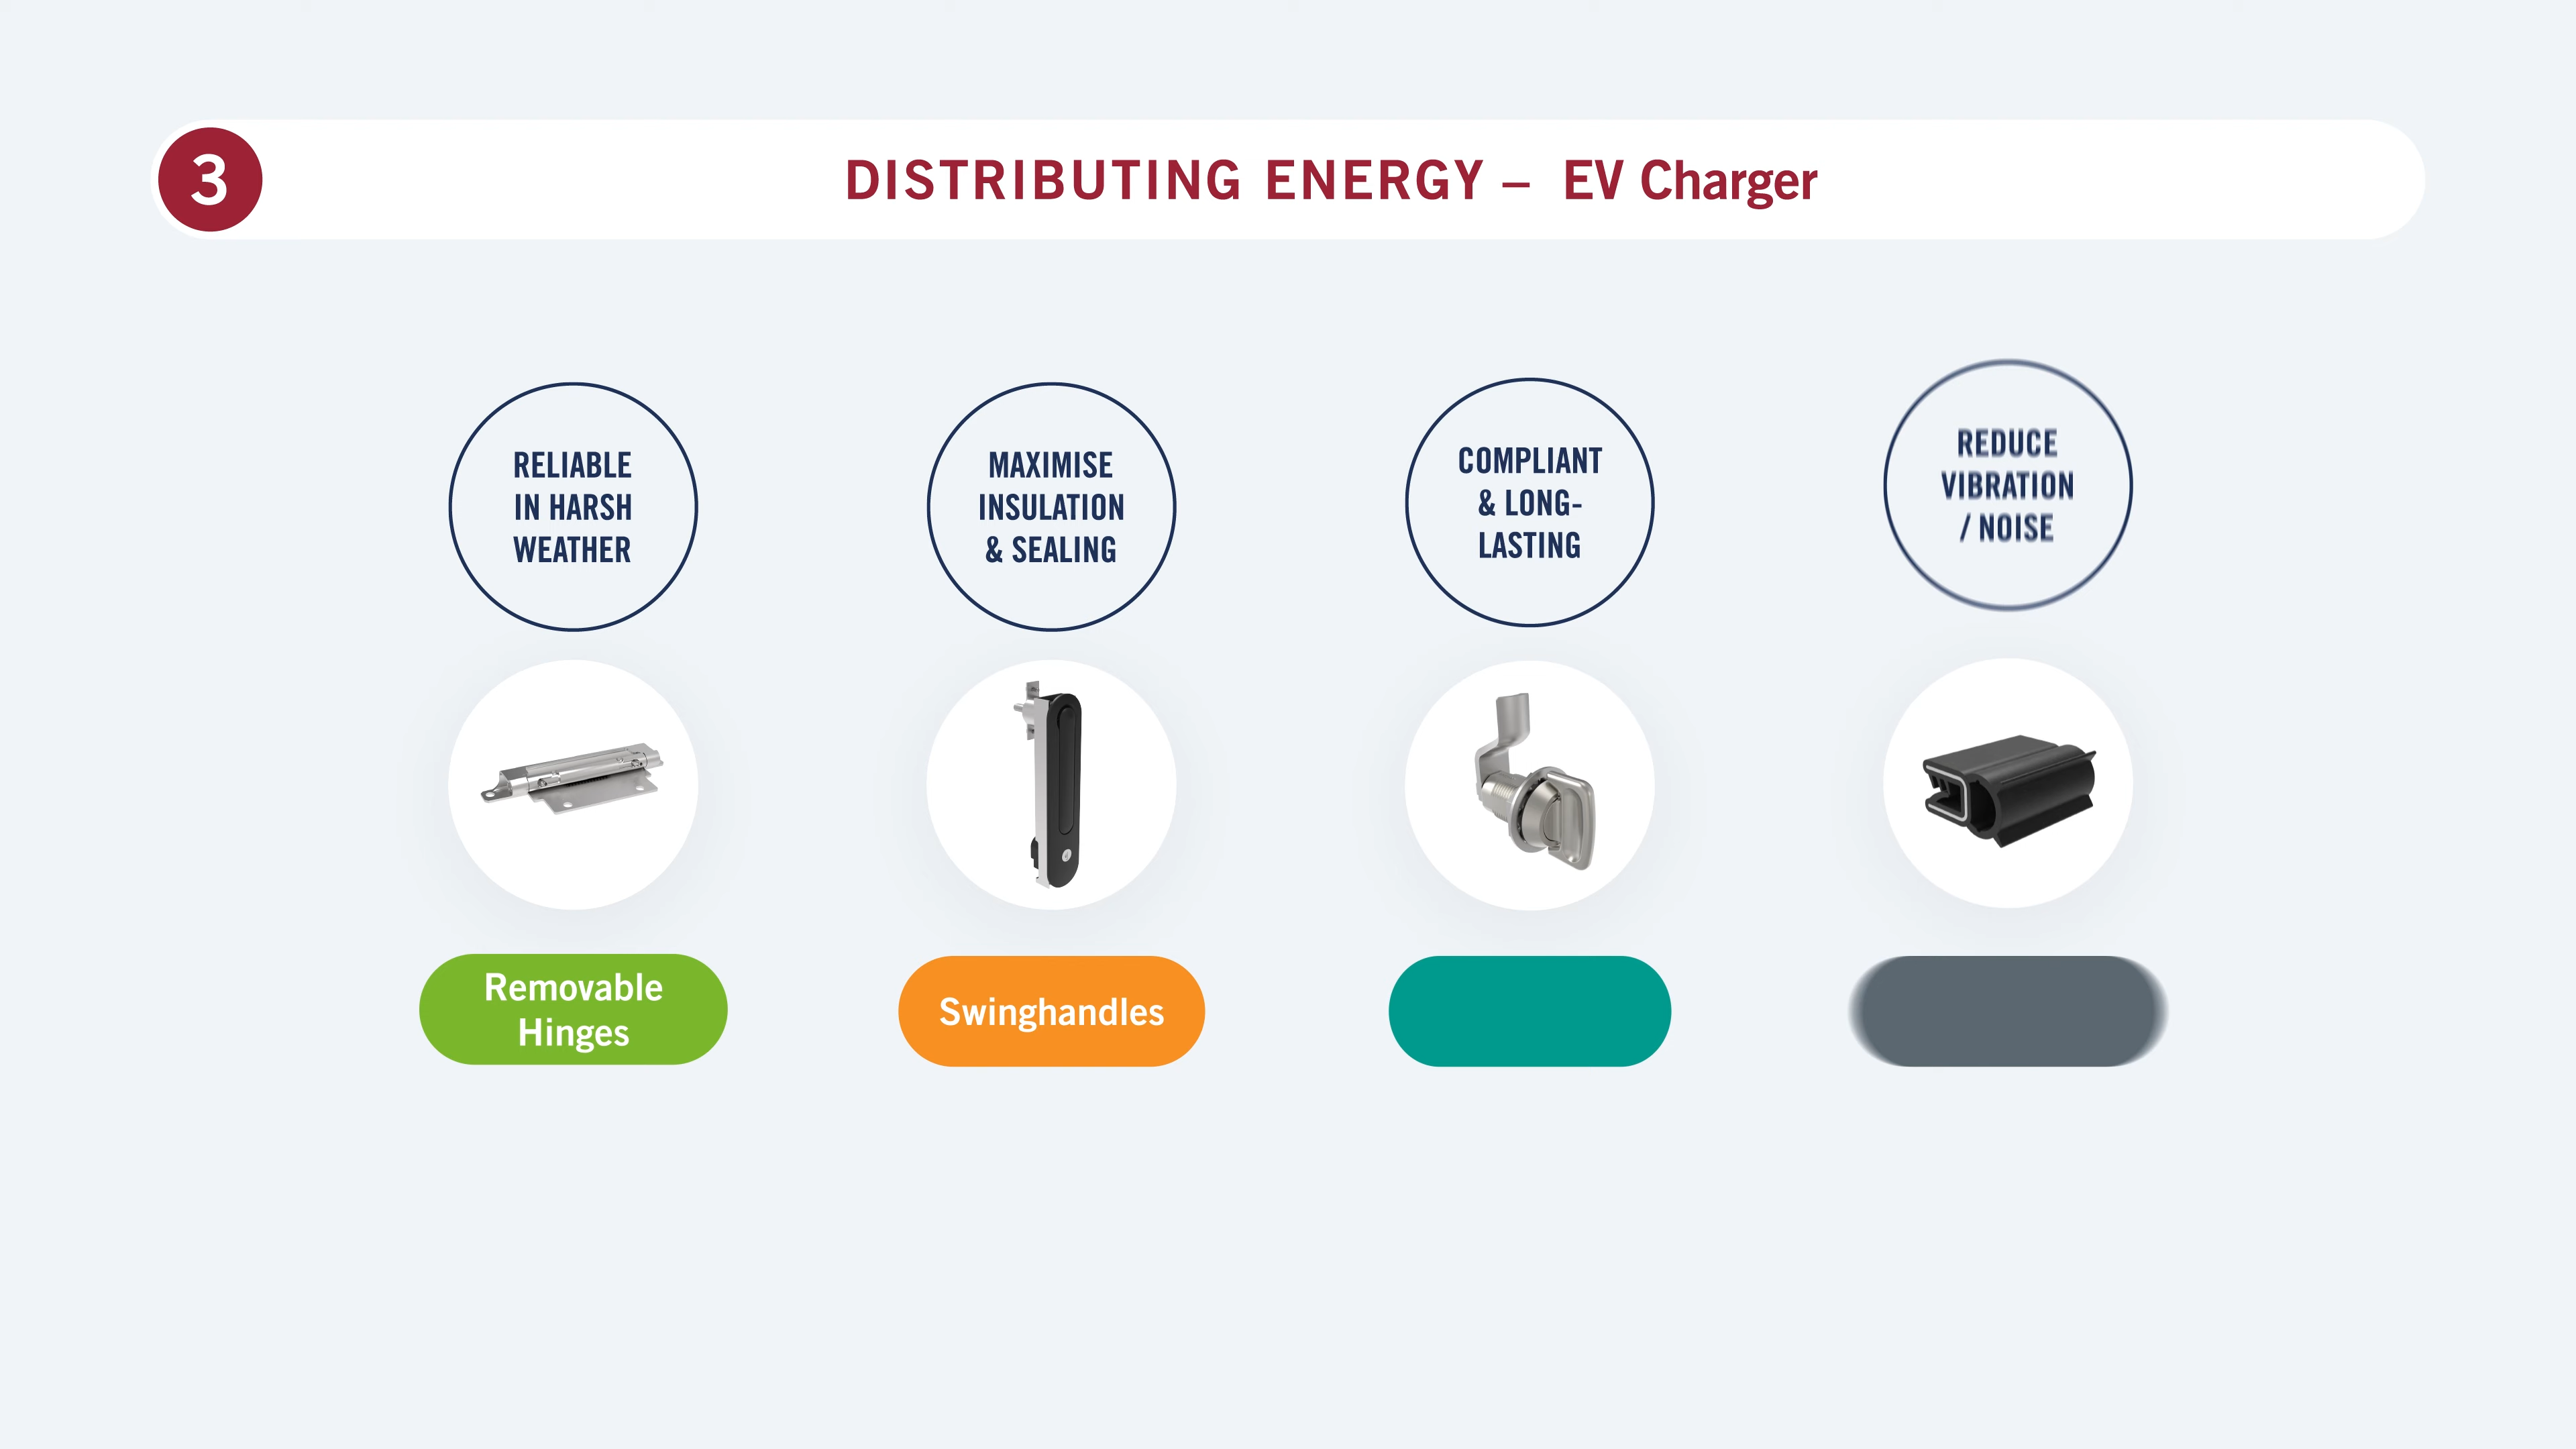 3
DISTRIBUTING ENERGY – EV Charger
RELIABLE
IN HARSH
WEATHER
MAXIMISE
INSULATION
& SEALING
COMPLIANT
& LONG-
LASTING
REDUCE
VIBRATION
/ NOISE
Removable
Hinges
Swinghandles